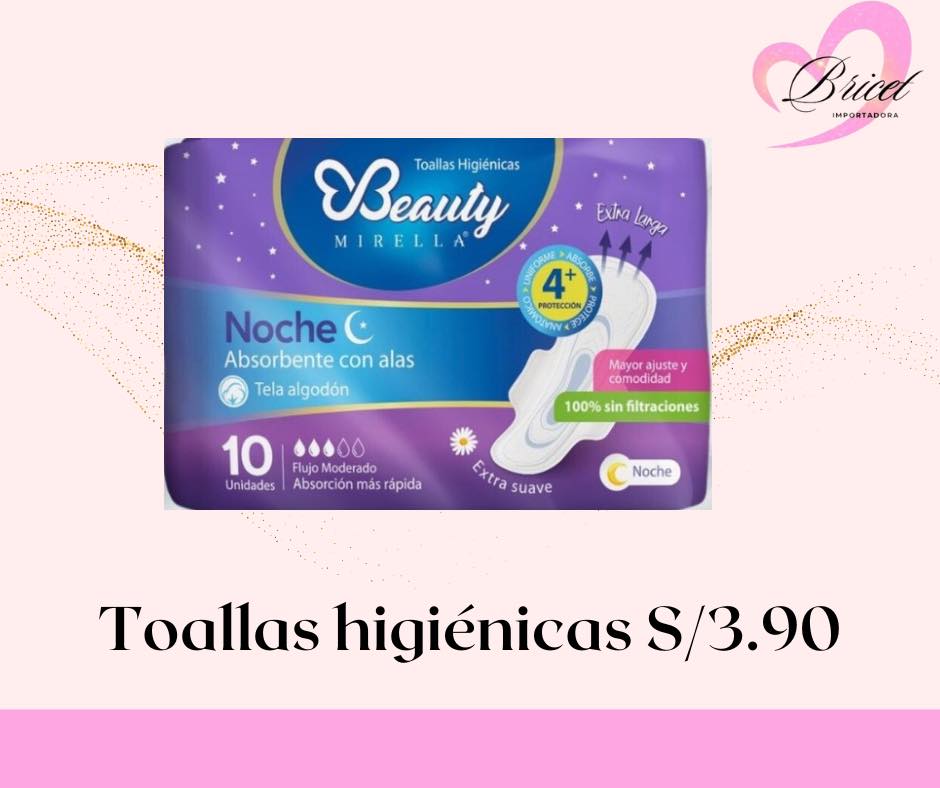 Bricet
IMPORTADORA
Toallas Higiénicas
Beauty
MIRELLA®
Extra Larga
UNIFORME > ABSORBE > PROTEGE > ANATOMICO >
4+
PROTECCIÓN
Noche
Absorbente con alas
Tela algodón
Mayor ajuste y
comodidad
100% sin filtraciones
10
Unidades
Flujo Moderado
Absorción más rápida
Extra suave
Noche
Toallas higiénicas S/3.90